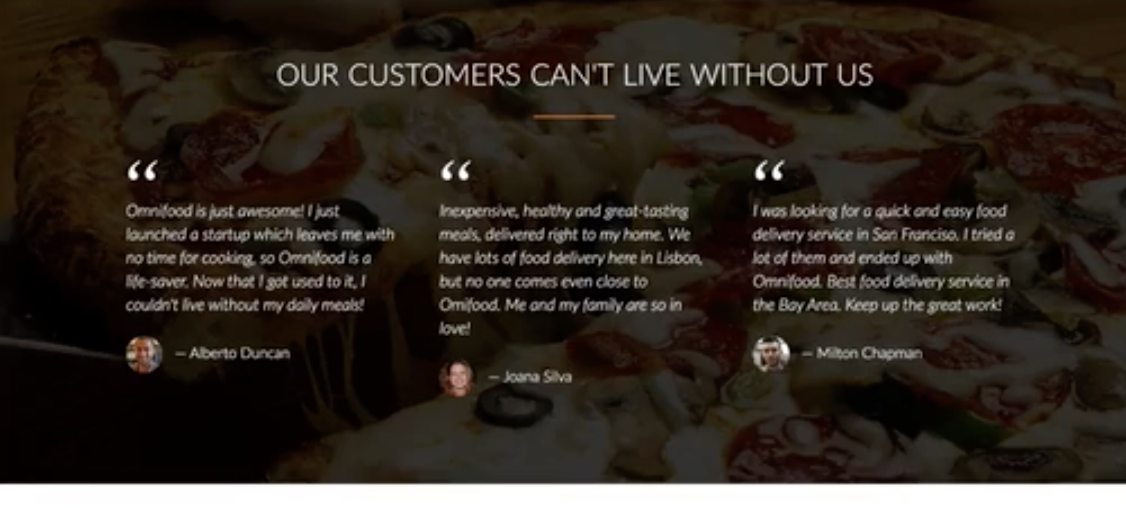 OUR CUSTOMERS CAN'T LIVE WITHOUT US
“
Omnifood is just awesome! I just
launched a startup which leaves me with
no time for cooking, so Omnifood is a
life-saver. Now that I got used to it, I
couldn't live without my daily meals!
— Alberto Duncan
“
Inexpensive, healthy and great-tasting
meals, delivered right to my home. We
have lots of food delivery here in Lisbon,
but no one comes even close to
Omifood. Me and my family are so in
love!
— Joana Silva
“
I was looking for a quick and easy food
delivery service in San Franciso. I tried a
lot of them and ended up with
Omnifood. Best food delivery service in
the Bay Area. Keep up the great work!
— Milton Chapman